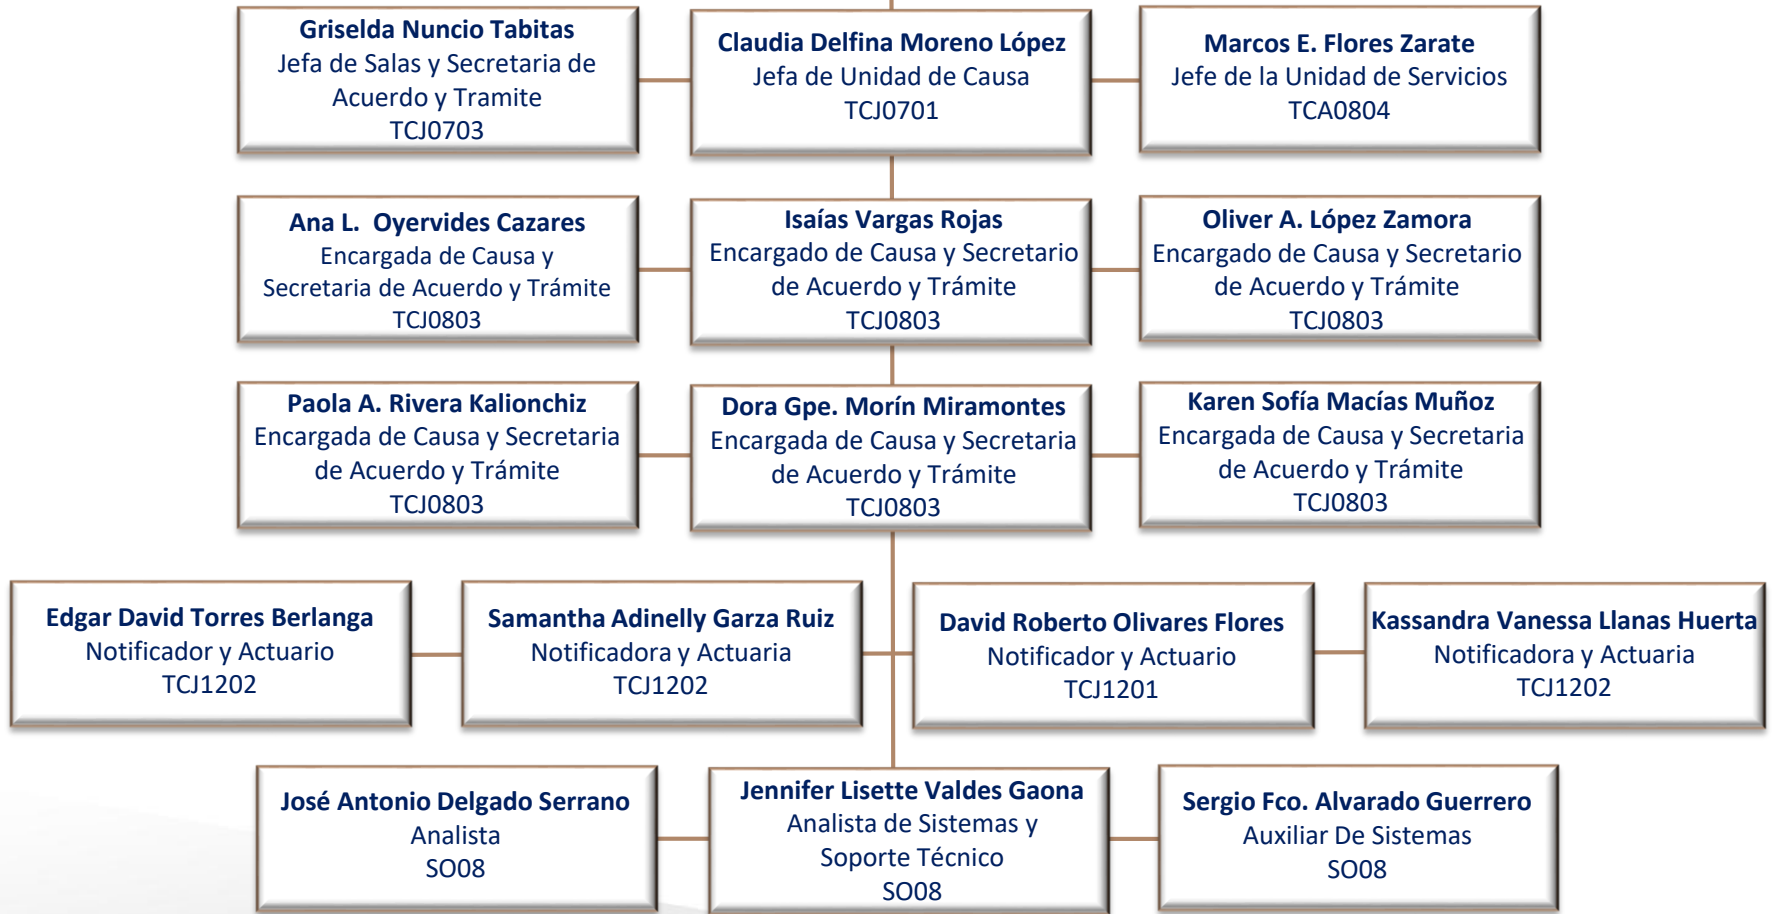 Griselda Nuncio Tabitas
Jefa de Salas y Secretaria de
Acuerdo y Tramite
TCJ0703
Claudia Delfina Moreno López
Jefa de Unidad de Causa
TCJ0701
Marcos E. Flores Zarate
Jefe de la Unidad de Servicios
TCA0804
Ana L. Oyervides Cazares
Encargada de Causa y
Secretaria de Acuerdo y Trámite
TCJ0803
Isaías Vargas Rojas
Encargado de Causa y Secretario
de Acuerdo y Trámite
TCJ0803
Oliver A. López Zamora
Encargado de Causa y Secretario
de Acuerdo y Trámite
TCJ0803
Paola A. Rivera Kalionchiz
Encargada de Causa y Secretaria
de Acuerdo y Trámite
TCJ0803
Dora Gpe. Morín Miramontes
Encargada de Causa y Secretaria
de Acuerdo y Trámite
TCJ0803
Karen Sofía Macías Muñoz
Encargada de Causa y Secretaria
de Acuerdo y Trámite
TCJ0803
Edgar David Torres Berlanga
Notificador y Actuario
TCJ1202
Samantha Adinelly Garza Ruiz
Notificadora y Actuaria
TCJ1202
David Roberto Olivares Flores
Notificador y Actuario
TCJ1201
Kassandra Vanessa Llanas Huerta
Notificadora y Actuaria
TCJ1202
José Antonio Delgado Serrano
Analista
SO08
Jennifer Lisette Valdes Gaona
Analista de Sistemas y
Soporte Técnico
SO08
Sergio Fco. Alvarado Guerrero
Auxiliar De Sistemas
SO08